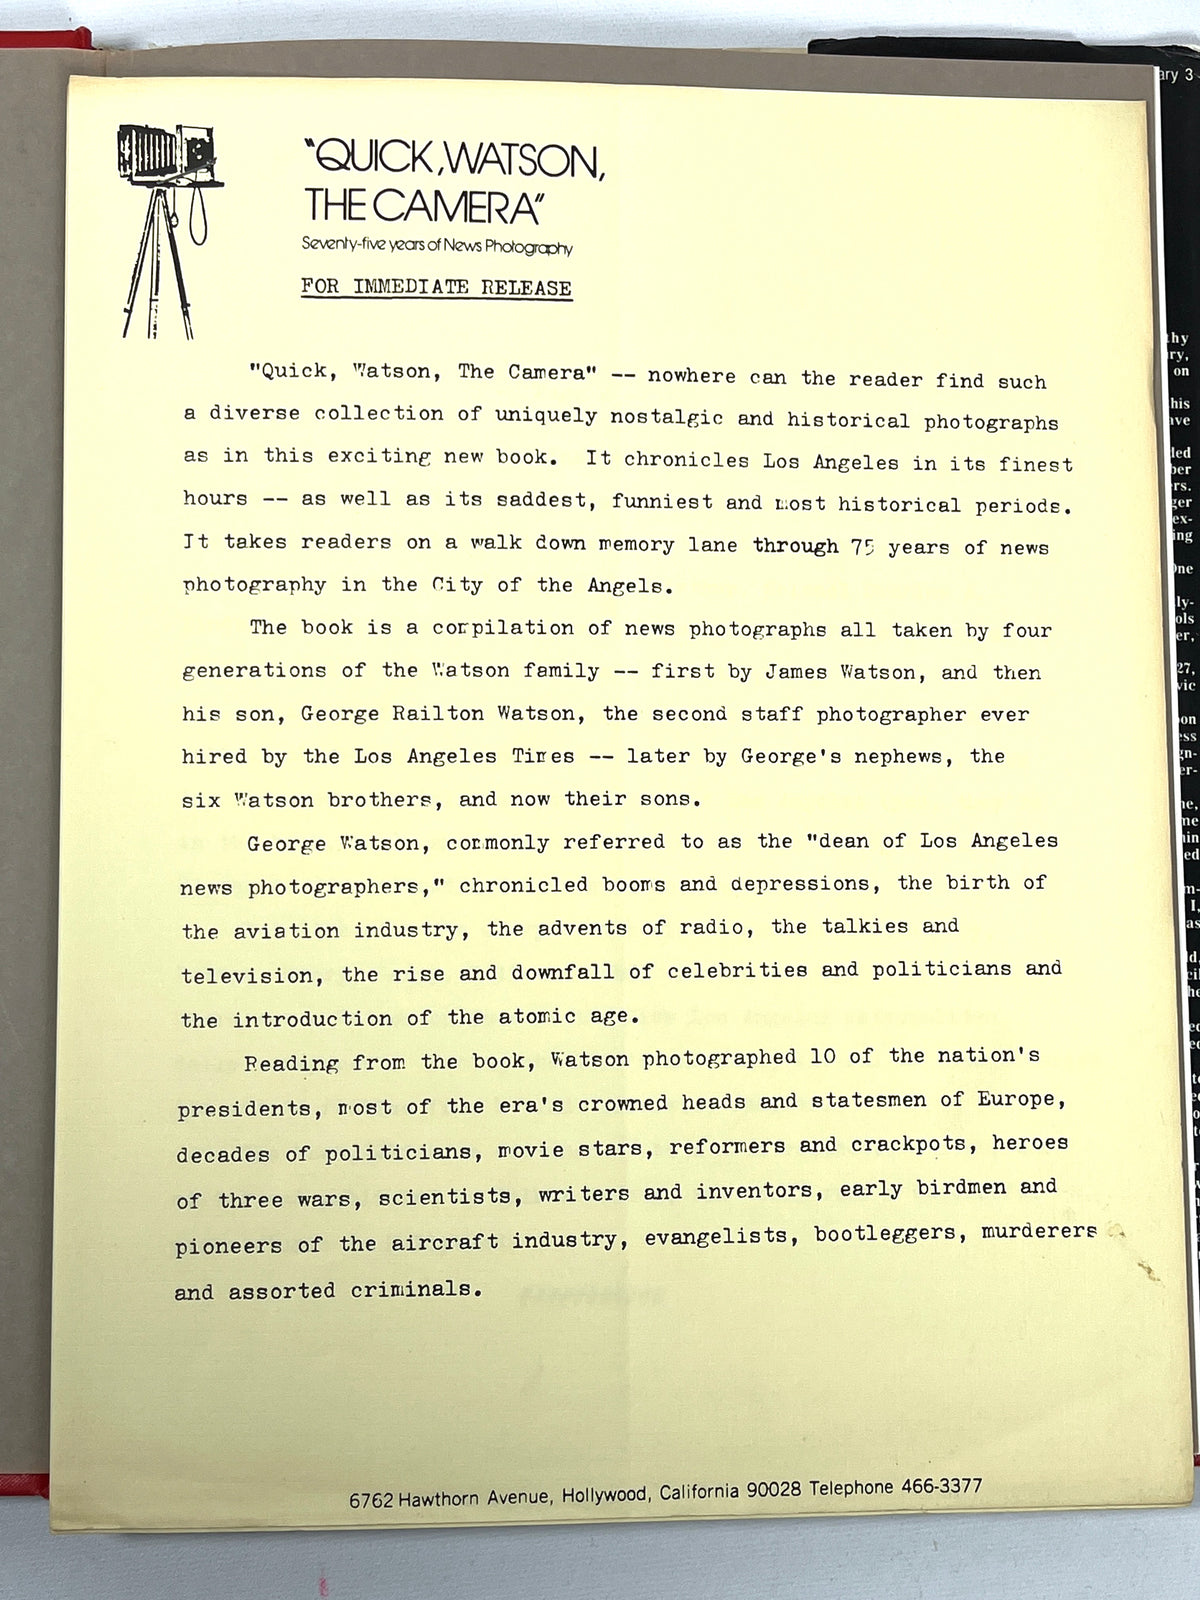 "QUICK, WATSON,
THE CAMERA"
Seventy-five years of News Photography
FOR IMMEDIATE RELEASE
"Quick, Watson, The Camera" -- nowhere can the reader find such
a diverse collection of uniquely nostalgic and historical photographs
as in this exciting new book. It chronicles Los Angeles in its finest
hours -- as well as its saddest, funniest and most historical periods.
It takes readers on a walk down memory lane through 75 years of news
photography in the City of the Angels.
The book is a compilation of news photographs all taken by four
generations of the Watson family -- first by James Watson, and then
his son, George Railton Watson, the second staff photographer ever
hired by the Los Angeles Times -- later by George's nephews, the
six Watson brothers, and now their sons.
George Watson, commonly referred to as the "dean of Los Angeles
news photographers," chronicled booms and depressions, the birth of
the aviation industry, the advents of radio, the talkies and
television, the rise and downfall of celebrities and politicians and
the introduction of the atomic age.
Reading from the book, Watson photographed 10 of the nation's
presidents, most of the era's crowned heads and statesmen of Europe,
decades of politicians, movie stars, reformers and crackpots, heroes
of three wars, scientists, writers and inventors, early birdmen and
pioneers of the aircraft industry, evangelists, bootleggers, murderers
and assorted criminals.
6762 Hawthorn Avenue, Hollywood, California 90028 Telephone 466-3377